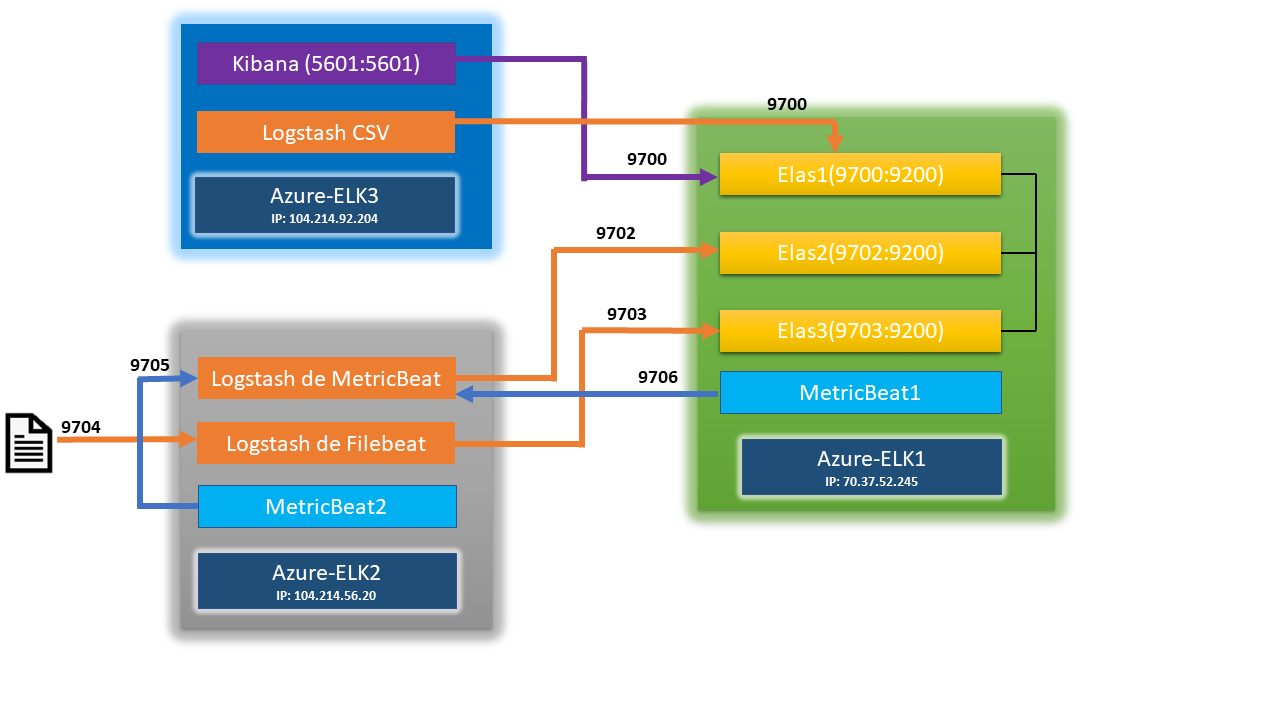 Kibana (5601:5601)
Logstash CSV
Azure-ELK3
IP: 104.214.92.204
9700
9700
Elas1(9700:9200)
9702
Elas2(9702:9200)
9703
Elas3(9703:9200)
9706
MetricBeat1
Azure-ELK1
IP: 70.37.52.245
9705
Logstash de MetricBeat
9704
Logstash de Filebeat
MetricBeat2
Azure-ELK2
IP: 104.214.56.20